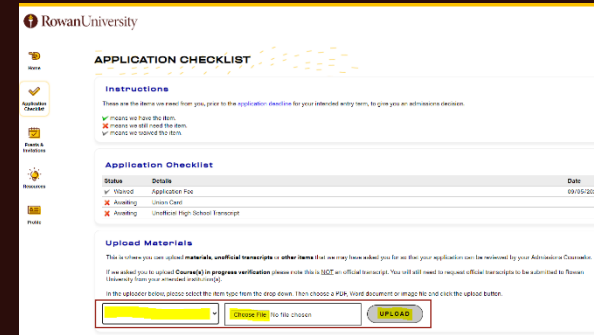 RowanUniversity
Home
Application
Checklist
Events &
Invitations
Resources
Profile
APPLICATION CHECKLIST
Instructions
These are the items we need from you, prior to the application deadline for your intended entry term, to give you an admissions decision.
✔ means we have the item.
✘ means we still need the item.
✔ means we waived the item.
Application Checklist
Status Details Date
✔ Waived Application Fee 09/05/202
✘ Awaiting Union Card
✘ Awaiting Unofficial High School Transcript
Upload Materials
This is where you can upload materials, unofficial transcripts or other items that we may have asked you for so that your application can be reviewed by your Admissions Counselor.
If we asked you to upload Course(s) in progress verification please note this is NOT an official transcript. You will still need to request official transcripts to be submitted to Rowan
University from your attended institution(s).
In the uploader below, please select the item type from the drop down. Then choose a PDF, Word document or image file and click the upload button.
Choose File No file chosen UPLOAD